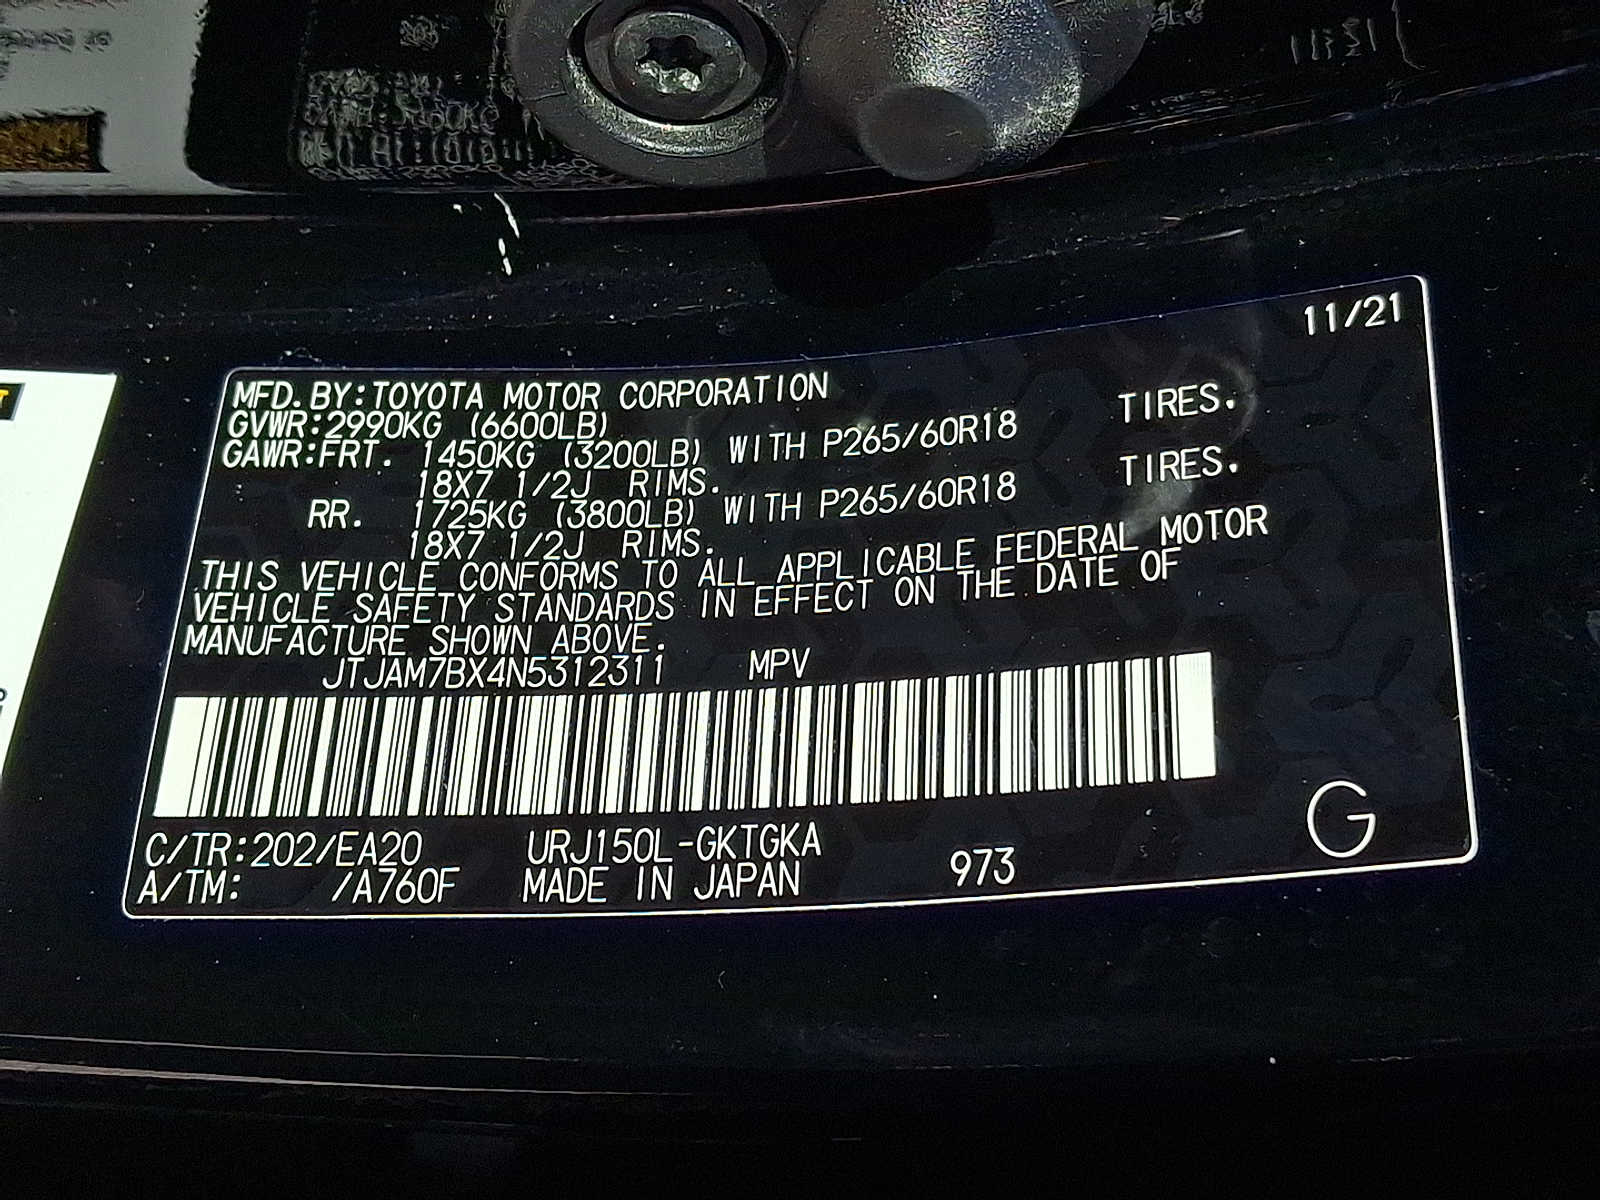 11/21
MFD.BY:TOYOTA MOTOR CORPORATION
GVWR:2990KG (6600LB)
GAWR:FRT. 1450KG (3200LB) WITH P265/60R18 TIRES.
18X7 1/2J RIMS.
RR. 1725KG (3800LB) WITH P265/60R18 TIRES.
18X7 1/2J RIMS.
THIS VEHICLE CONFORMS TO ALL APPLICABLE FEDERAL MOTOR
VEHICLE SAFETY STANDARDS IN EFFECT ON THE DATE OF
MANUFACTURE SHOWN ABOVE.
JTJAM7BX4N5312311 MPV
C/TR:202/EA20 URJ150L-GKTGKA
A/TM: /A760F MADE IN JAPAN 973 G